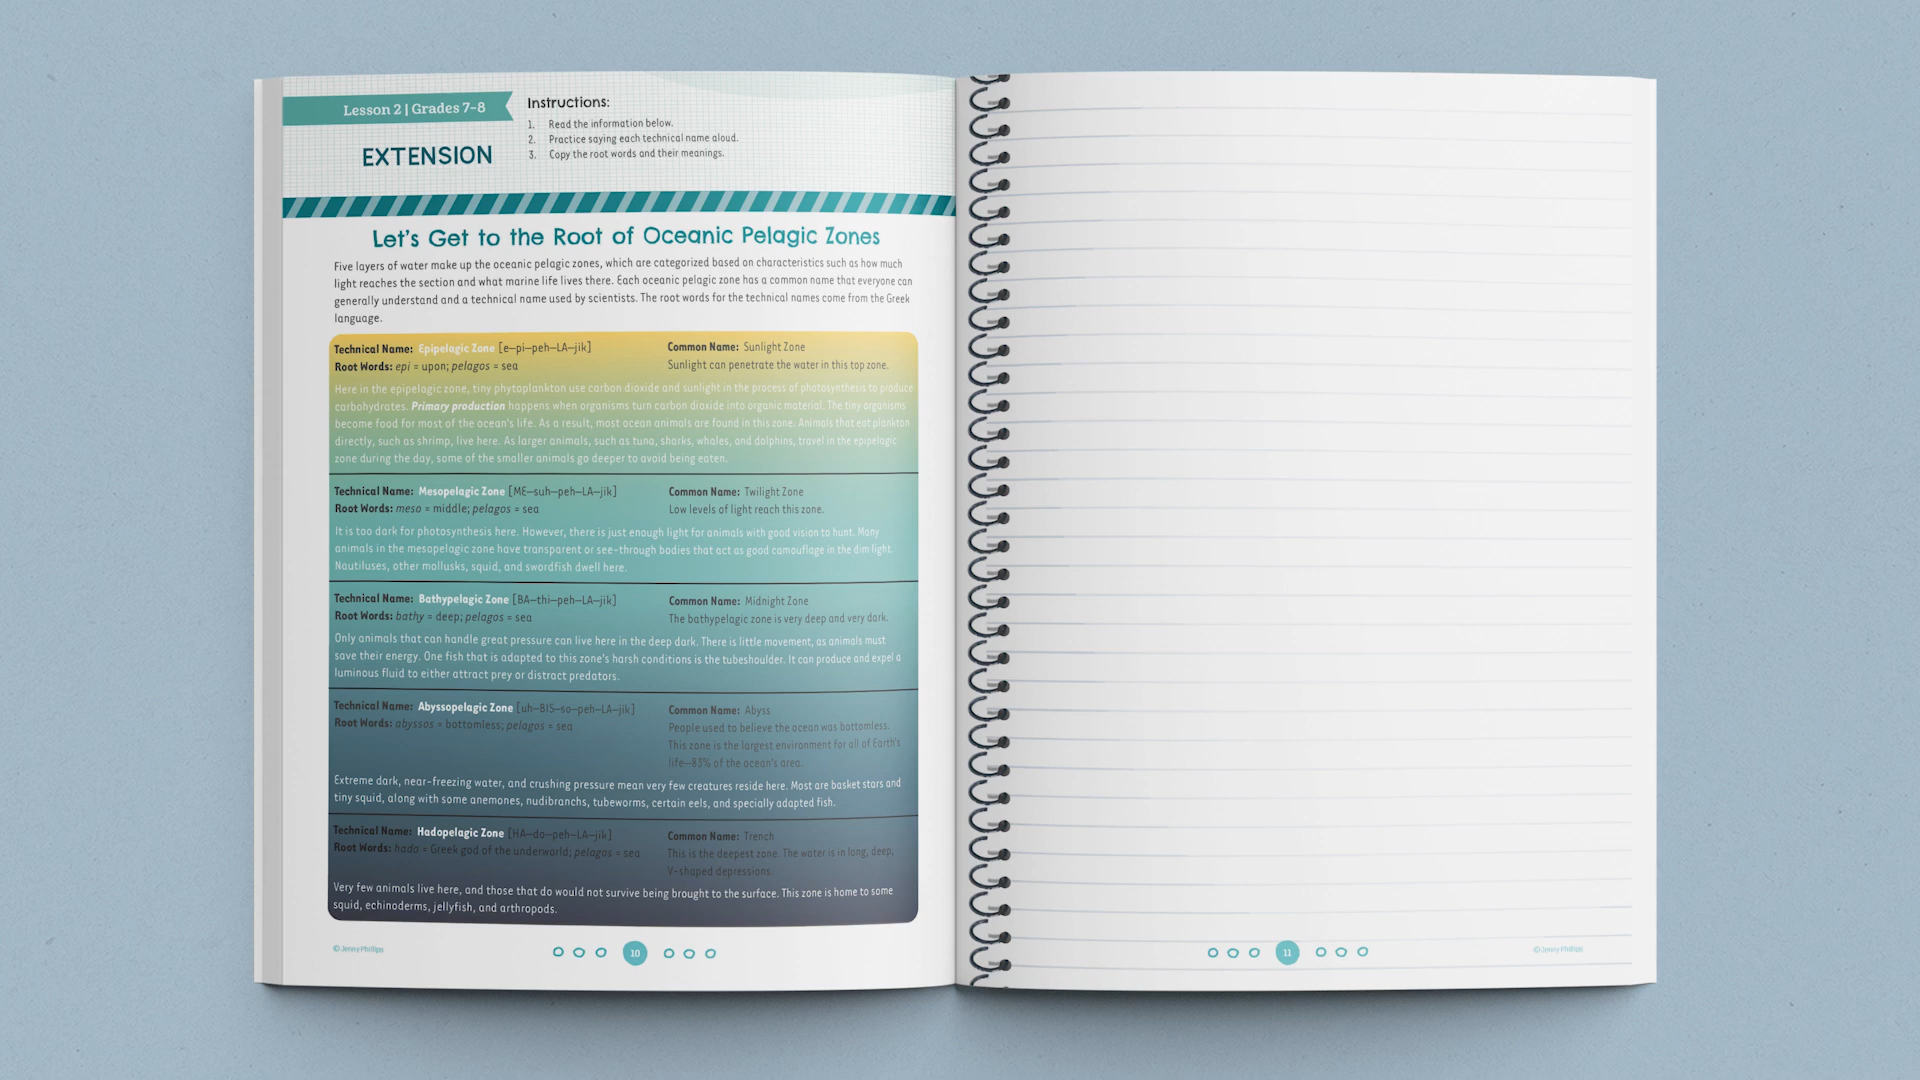 Lesson 2 | Grades 7-8
EXTENSION
Instructions:
1. Read the information below.
2. Practice saying each technical name aloud.
3. Copy the root words and their meanings.
Let's Get to the Root of Oceanic Pelagic Zones
Five layers of water make up the oceanic pelagic zones, which are categorized based on characteristics such as how much
light reaches the section and what marine life lives there. Each oceanic pelagic zone has a common name that everyone can
generally understand and a technical name used by scientists. The root words for the technical names come from the Greek
language.
Technical Name: Epipelagic Zone [e—pi—peh—LA—jik]
Root Words: epi = upon; pelagos = sea
Common Name: Sunlight Zone
Sunlight can penetrate the water in this top zone.
Here in the epipelegic zone, tiny phytoplankton use carbon dioxide and sunlight in the process of photosynthesis to produce
carbohydrates. Primary production happens when organisms turn carbon dioxide into organic material. The tiny organisms
become food for most of the ocean's life. As a result, most ocean animals are found in this zone. Animals that eat plankton
directly, such as shrimp, live here. As larger animals, such as tuna, sharks, whales, and dolphins, travel in the epipelegic
zone during the day, some of the smaller animals go deeper to avoid being eaten.
Technical Name: Mesopelagic Zone [ME—suh—peh—LA—jik]
Root Words: meso = middle; pelagos = sea
Common Name: Twilight Zone
Low levels of light reach this zone.
It is too dark for photosynthesis here. However, there is just enough light for animals with good vision to hunt. Many
animals in the mesopelagic zone have transparent or see-through bodies that act as good camouflage in the dim light.
Nautiluses, other mollusks, squid, and swordfish dwell here.
Technical Name: Bathypelagic Zone [BA—thi—peh—LA—jik]
Root Words: bathy = deep; pelagos = sea
Common Name: Midnight Zone
The bathypelagic zone is very deep and very dark.
Only animals that can handle great pressure can live here in the deep dark. There is little movement, as animals must
save their energy. One fish that is adapted to this zone's harsh conditions is the tubeshoulder. It can produce and expel a
luminous fluid to either attract prey or distract predators.
Technical Name: Abyssopelagic Zone [uh—BIS—so—peh—LA—jik]
Root Words: abyssos = bottomless; pelagos = sea
Common Name: Abyss
People used to believe the ocean was bottomless.
This zone is the largest environment for all of Earth's
life—83% of the ocean's area.
Extreme dark, near-freezing water, and crushing pressure mean very few creatures reside here. Most are basket stars and
tiny squid, along with some anemones, nudibranchs, tubeworms, certain eels, and specially adapted fish.
Technical Name: Hadopelagic Zone [HA—do—peh—LA—jik]
Root Words: hado = Greek god of the underworld; pelagos = sea
Common Name: Trench
This is the deepest zone. The water is in long, deep,
V-shaped depressions.
Very few animals live here, and those that do would not survive being brought to the surface. This zone is home to some
squid, echinoderms, jellyfish, and arthropods.
© Jenny Phillips
10
11
© Jenny Phillips